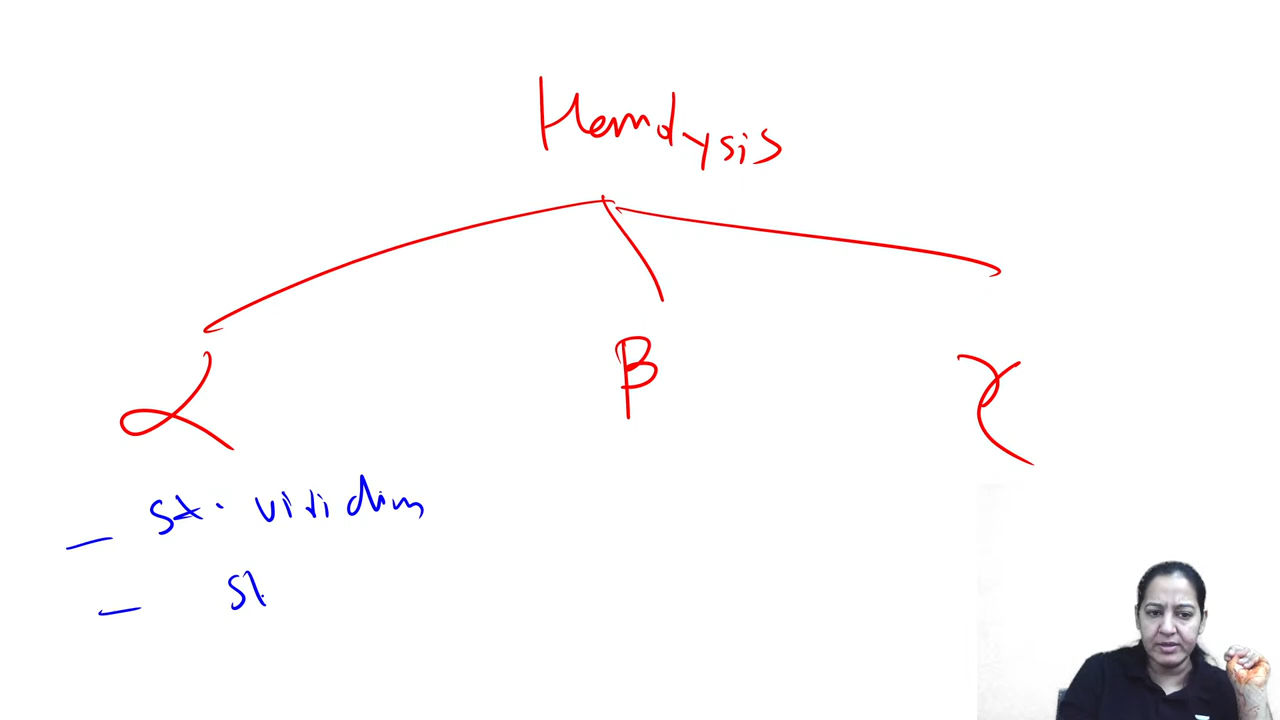 Hemolysis
α β γ
— St. viridans
— St